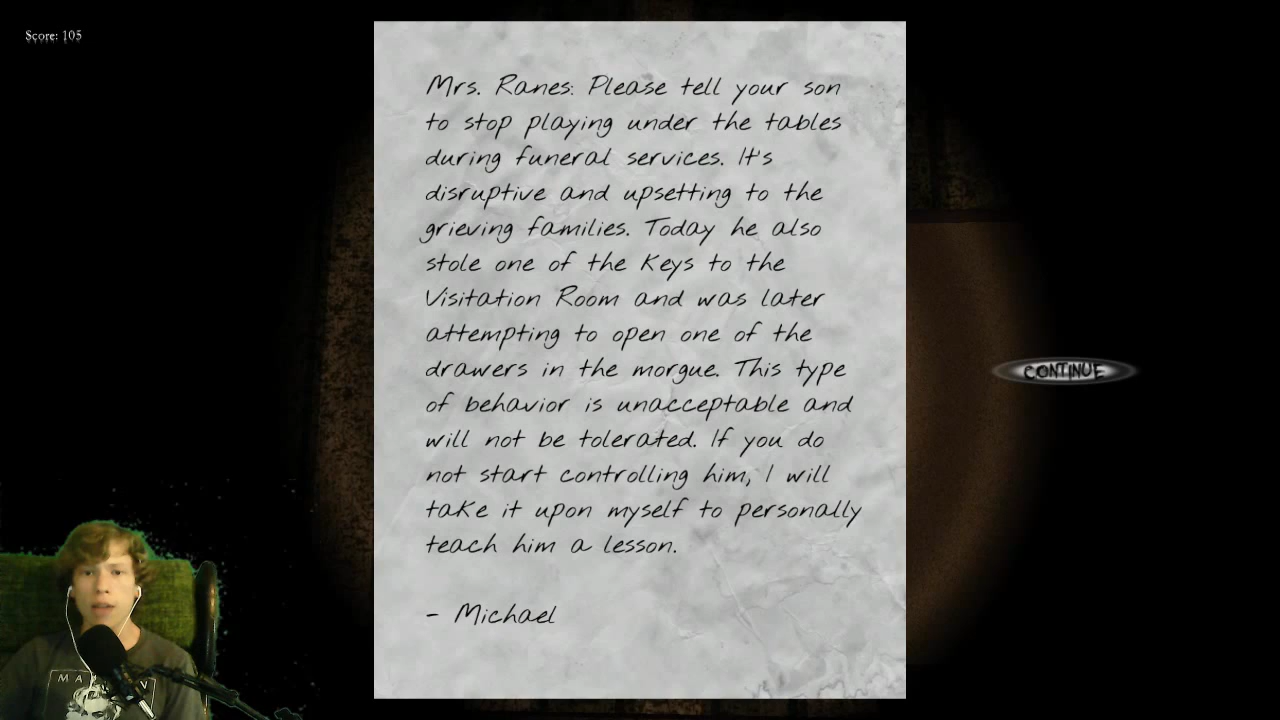 Score: 105
Mrs. Ranes: Please tell your son
to stop playing under the tables
during funeral services. It's
disruptive and upsetting to the
grieving families. Today he also
stole one of the Keys to the
Visitation Room and was later
attempting to open one of the
drawers in the morgue. This type
of behavior is unacceptable and
will not be tolerated. If you do
not start controlling him, I will
take it upon myself to personally
teach him a lesson.
- Michael
CONTINUE